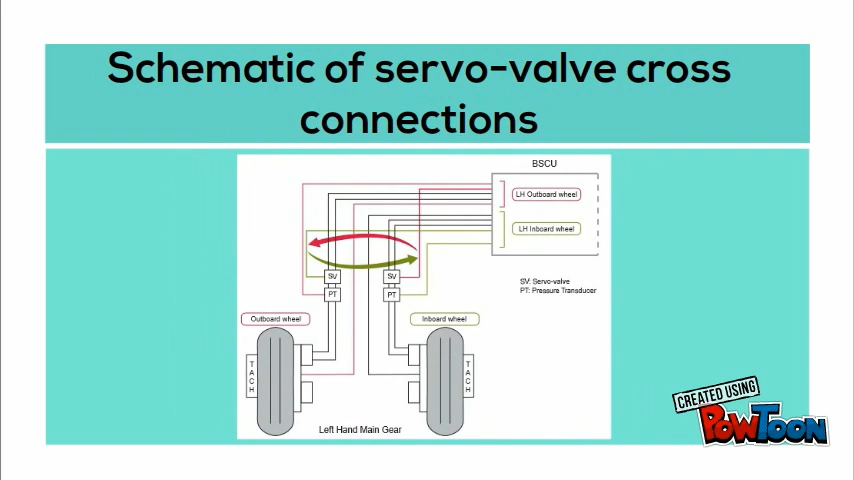 Schematic of servo-valve cross
connections
BSCU
LH Outboard wheel
LH Inboard wheel
SV
SV
SV: Servo-valve
PT: Pressure Transducer
PT
PT
Outboard wheel
Inboard wheel
TACH
TACH
Left Hand Main Gear
CREATED USING
POWTOON